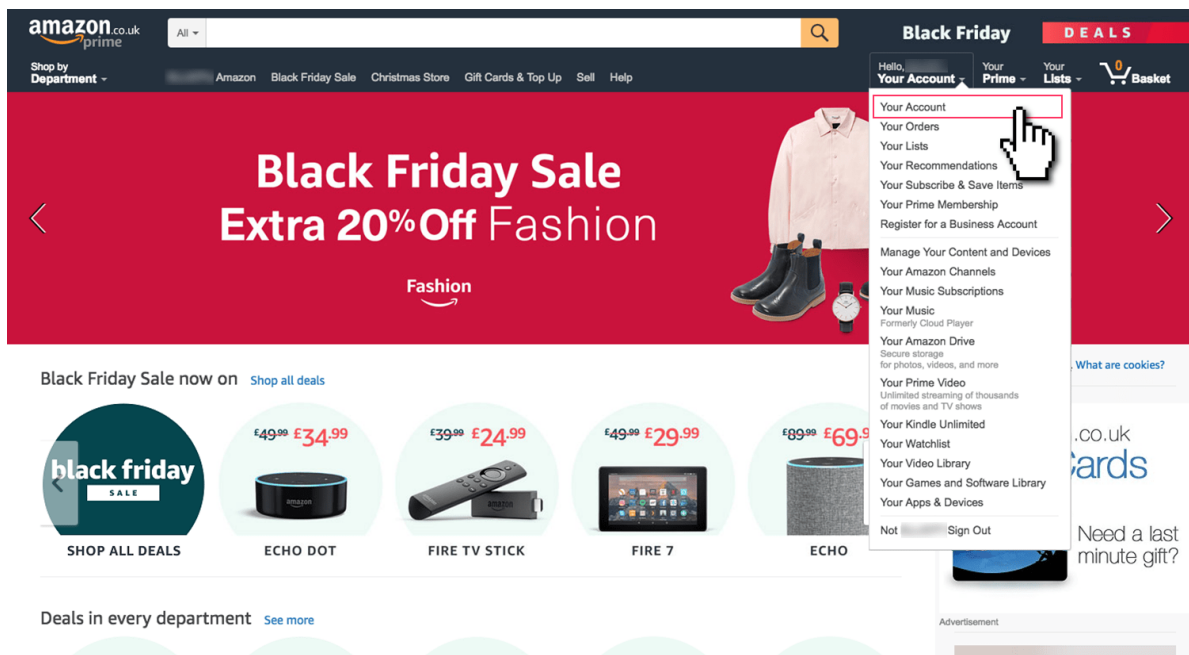 amazon.co.uk
prime
All
Black Friday
DEALS
Shop by
Department
Amazon
Black Friday Sale
Christmas Store
Gift Cards & Top Up
Sell
Help
Hello,
Your Account
Your
Prime
Your
Lists
0
Basket
Your Account
Your Orders
Your Lists
Your Recommendations
Your Subscribe & Save Items
Your Prime Membership
Register for a Business Account
Manage Your Content and Devices
Your Amazon Channels
Your Music Subscriptions
Your Music
Formerly Cloud Player
Your Amazon Drive
Secure storage
for photos, videos, and more
Your Prime Video
Unlimited streaming of thousands
of movies and TV shows
Your Kindle Unlimited
Your Watchlist
Your Video Library
Your Games and Software Library
Your Apps & Devices
Not
Sign Out
Black Friday Sale
Extra 20% Off Fashion
Fashion
What are cookies?
Black Friday Sale now on
Shop all deals
black friday
SALE
SHOP ALL DEALS
£49.99 £34.99
amazon
ECHO DOT
£39.99 £24.99
amazon
FIRE TV STICK
£49.99 £29.99
FIRE 7
£89.99 £69.9
ECHO
.co.uk
ards
Need a last
minute gift?
Deals in every department
See more
Advertisement